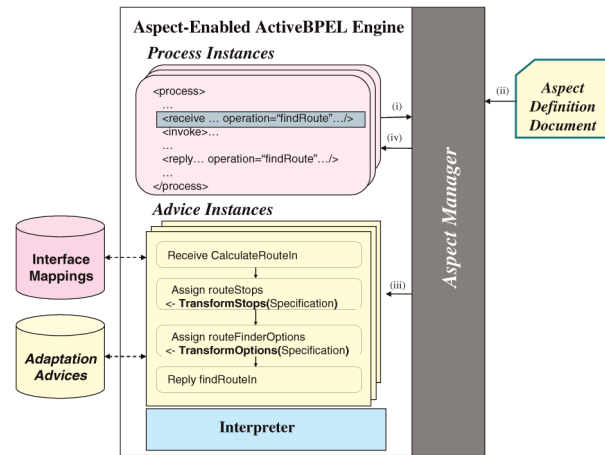 Aspect-Enabled ActiveBPEL Engine
Process Instances
<process>
...
<receive ... operation="findRoute".../>
<invoke>...
...
<reply... operation="findRoute".../>
...
</process>
(i)
(iv)
(ii)
Aspect
Definition
Document
Aspect Manager
Advice Instances
Interface
Mappings
Adaptation
Advices
Receive CalculateRouteIn
Assign routeStops
<- TransformStops(Specification)
Assign routeFinderOptions
<- TransformOptions(Specification)
Reply findRouteIn
(iii)
Interpreter